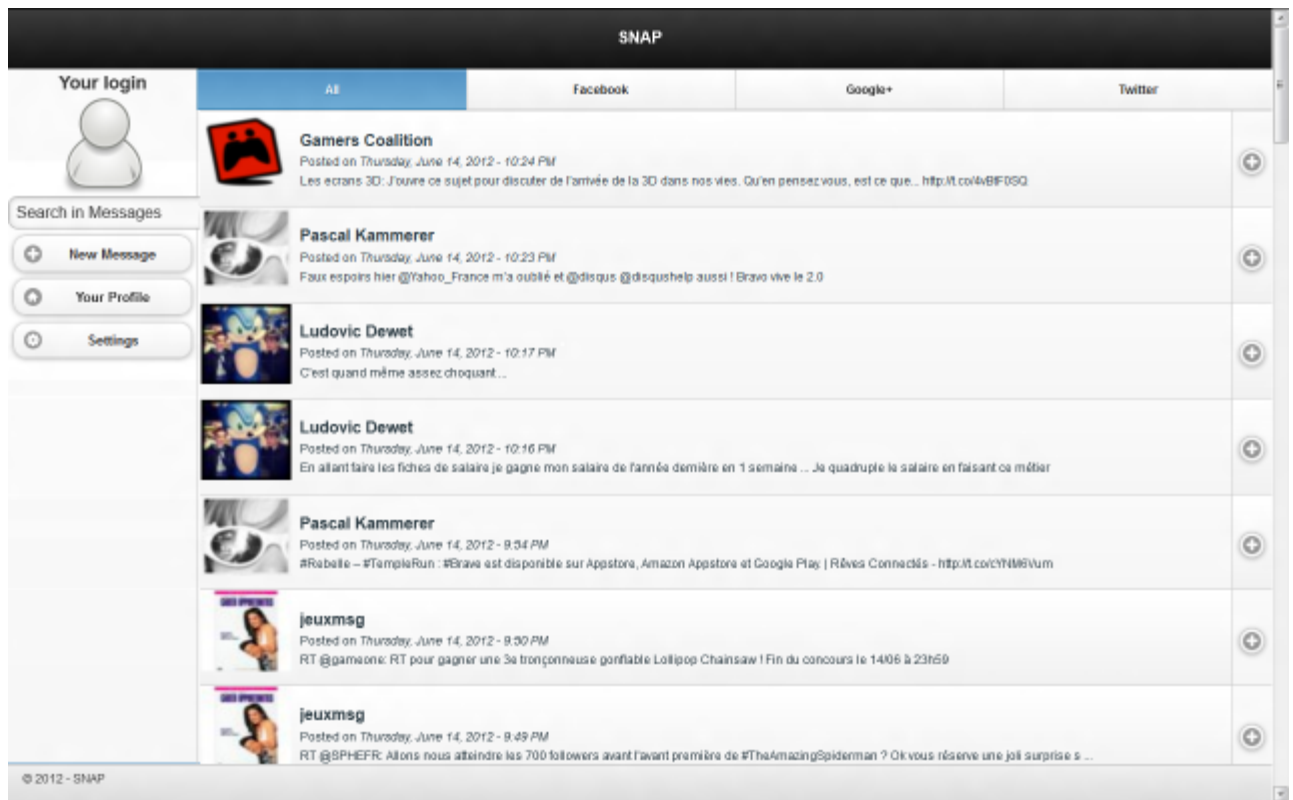 SNAP
Your login
All
Facebook
Google+
Twitter
Search in Messages
New Message
Your Profile
Settings
Gamers Coalition
Posted on Thursday, June 14, 2012 - 10:24 PM
Les ecrans 3D: J'ouvre ce sujet pour discuter de l'arrivée de la 3D dans nos vies. Qu'en pensez vous, est ce que...
Pascal Kammerer
Posted on Thursday, June 14, 2012 - 10:23 PM
Faux espoirs hier @Yahoo_France m'a oublié et @disqus @disqushelp aussi ! Bravo vive le 2.0
Ludovic Dewet
Posted on Thursday, June 14, 2012 - 10:17 PM
C'est quand même assez choquant...
Ludovic Dewet
Posted on Thursday, June 14, 2012 - 10:16 PM
En allant faire les fiches de salaire je gagne mon salaire de l'année dernière en 1 semaine ... Je quadruple le salaire en faisant ce métier
Pascal Kammerer
Posted on Thursday, June 14, 2012 - 9:54 PM
#Rebelle – #TempleRun : #Brave est disponible sur Appstore, Amazon Appstore et Google Play | Rêves Connectés -
jeuxmsg
Posted on Thursday, June 14, 2012 - 9:50 PM
RT @gameone: RT pour gagner une 3e tronçonneuse gonflable Lollipop Chainsaw ! Fin du concours le 14/06 à 23h59
jeuxmsg
Posted on Thursday, June 14, 2012 - 9:49 PM
RT @SPHEFR: Allons nous atteindre les 700 followers avant l'avant première de #TheAmazingSpiderman ? Ok vous réserve une joli surprise s ...
© 2012 - SNAP